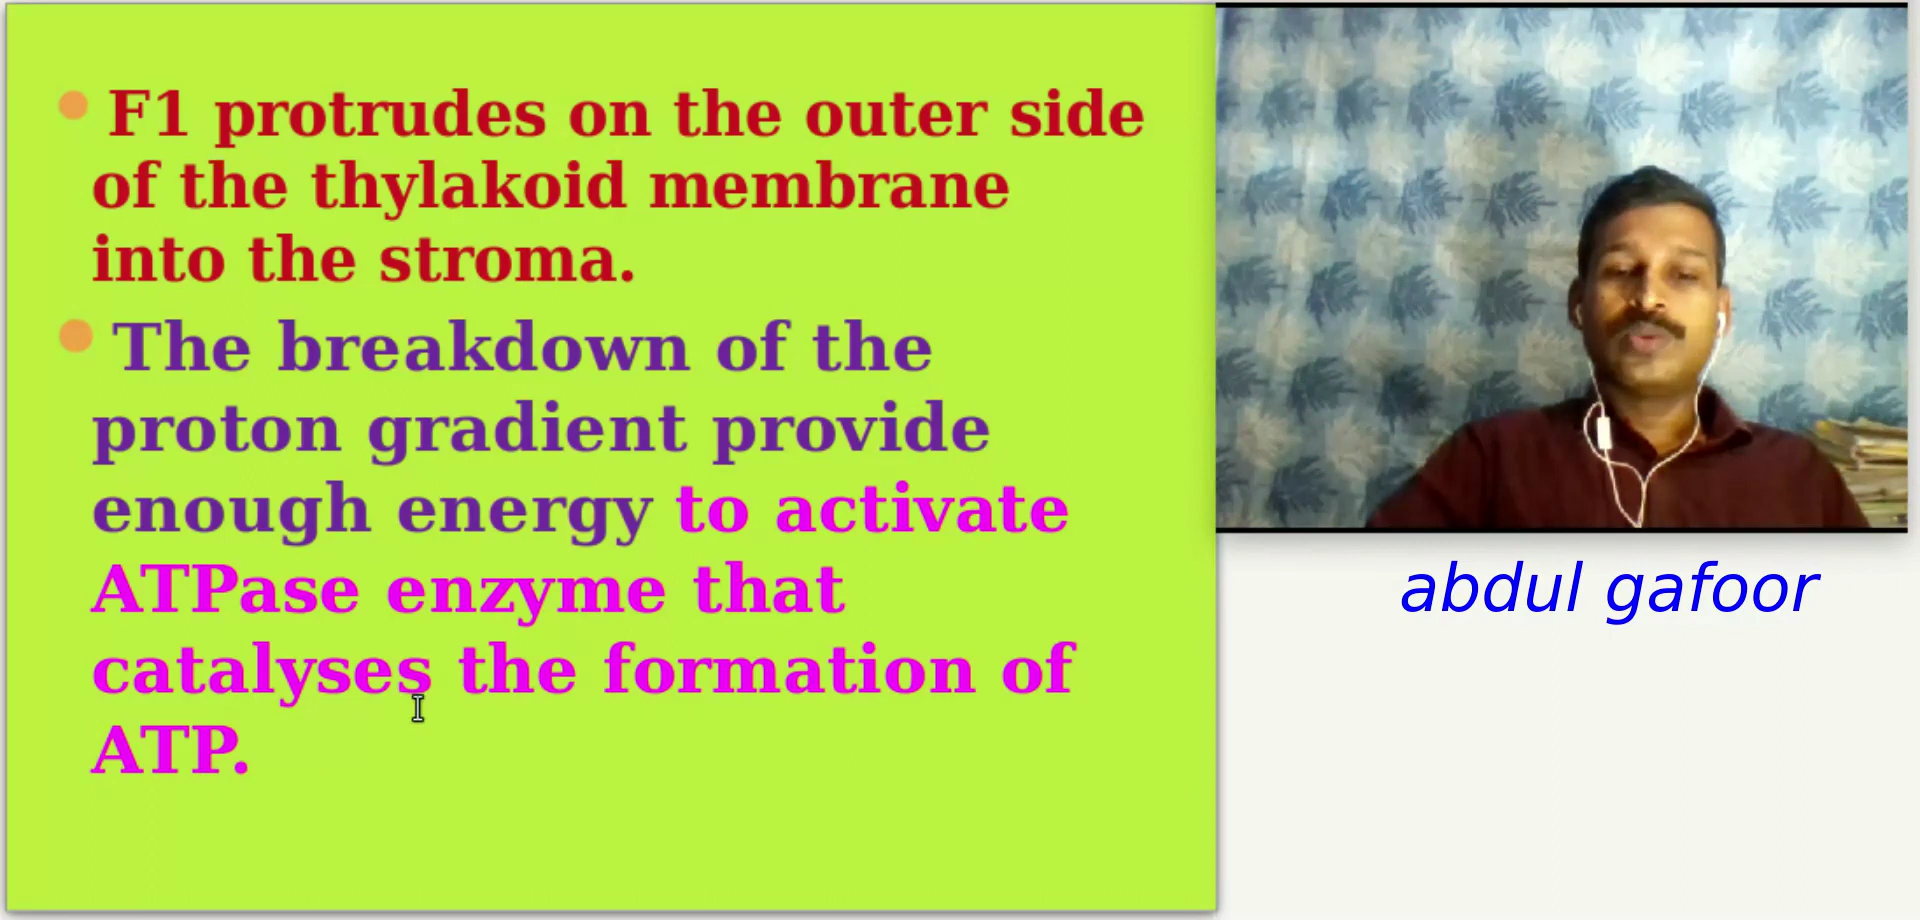 F1 protrudes on the outer side
of the thylakoid membrane
into the stroma.
The breakdown of the
proton gradient provide
enough energy to activate
ATPase enzyme that
catalyses the formation of
ATP.
abdul gafoor